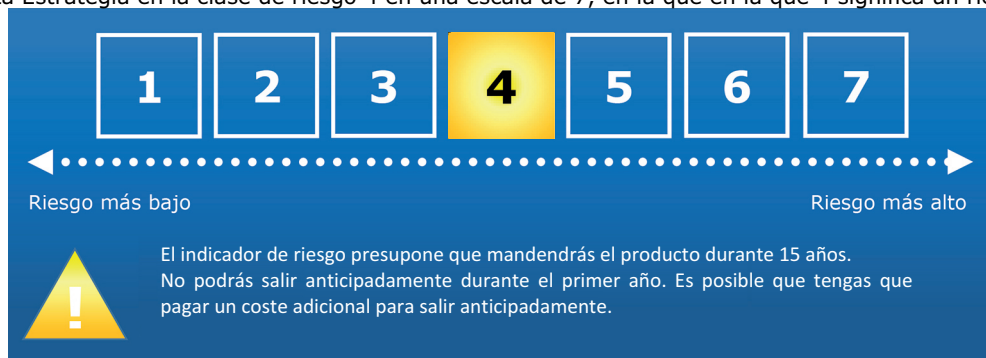 la Estrategia en la clase de riesgo 4 en una escala de 7, en la que en la que 4 significa un
1 2 3 4 5 6 7
Riesgo más bajo Riesgo más alto
El indicador de riesgo presupone que mandendrás el producto durante 15 años.
No podrás salir anticipadamente durante el primer año. Es posible que tengas que
pagar un coste adicional para salir anticipadamente.
!